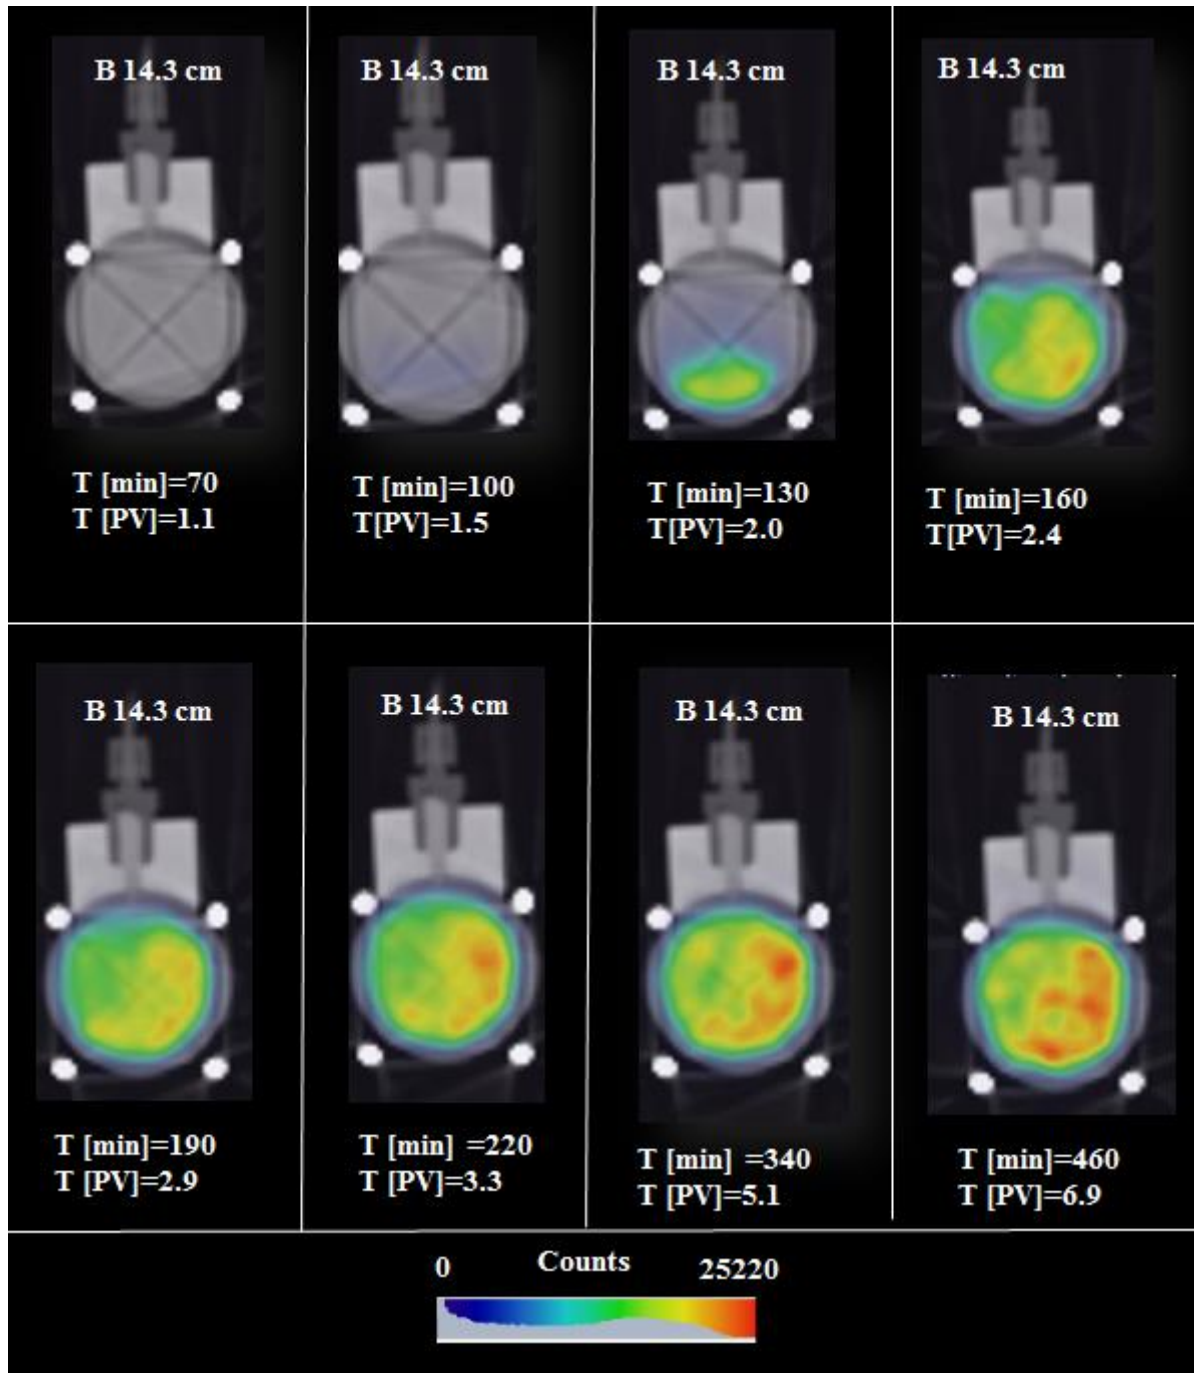 B 14.3 cm
T [min]=70
T [PV]=1.1
B 14.3 cm
T [min]=100
T[PV]=1.5
B 14.3 cm
T [min]=130
T[PV]=2.0
B 14.3 cm
T [min]=160
T[PV]=2.4
B 14.3 cm
T [min]=190
T [PV]=2.9
B 14.3 cm
T [min] =220
T [PV]=3.3
B 14.3 cm
T [min] =340
T [PV]=5.1
B 14.3 cm
T [min]=460
T [PV]=6.9
0 Counts 25220